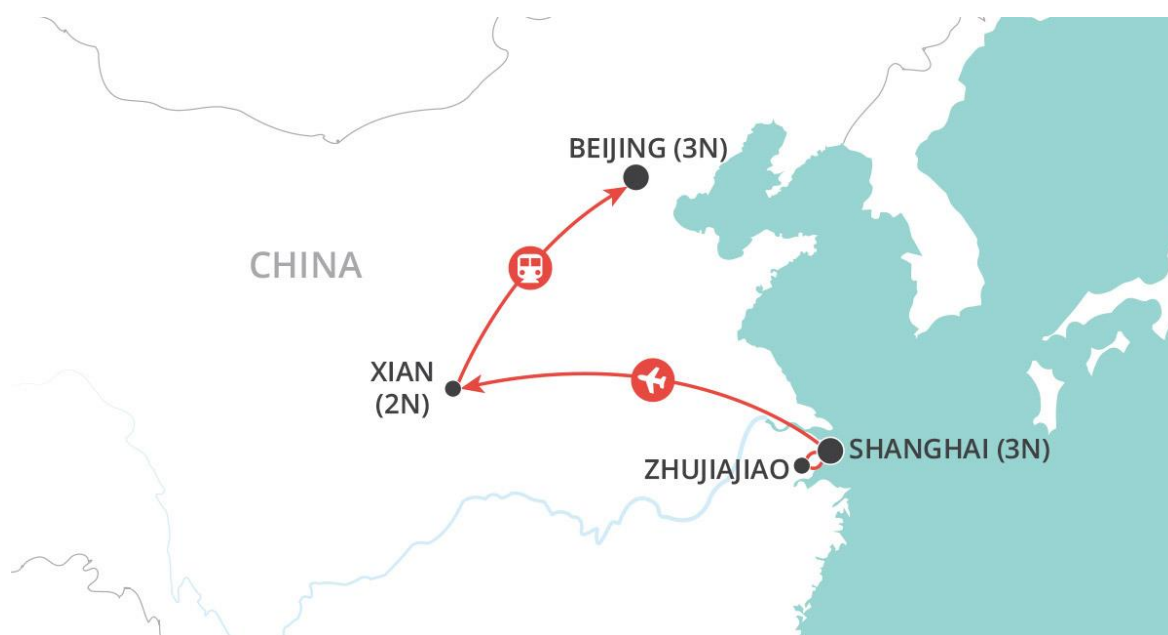 BEIJING (3N)
CHINA
XIAN
(2N)
SHANGHAI (3N)
ZHUJIAJIAO